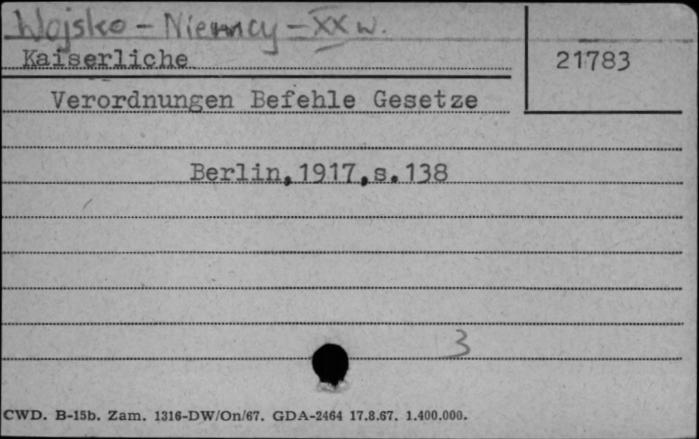 Wojsko - Niemcy - XX w.
Kaiserliche
21783
Verordnungen Befehle Gesetze
Berlin,1917,s.138
3
CWD. B-15b. Zam. 1316-DW/On/67. GDA-2464 17.8.67. 1.400.000.